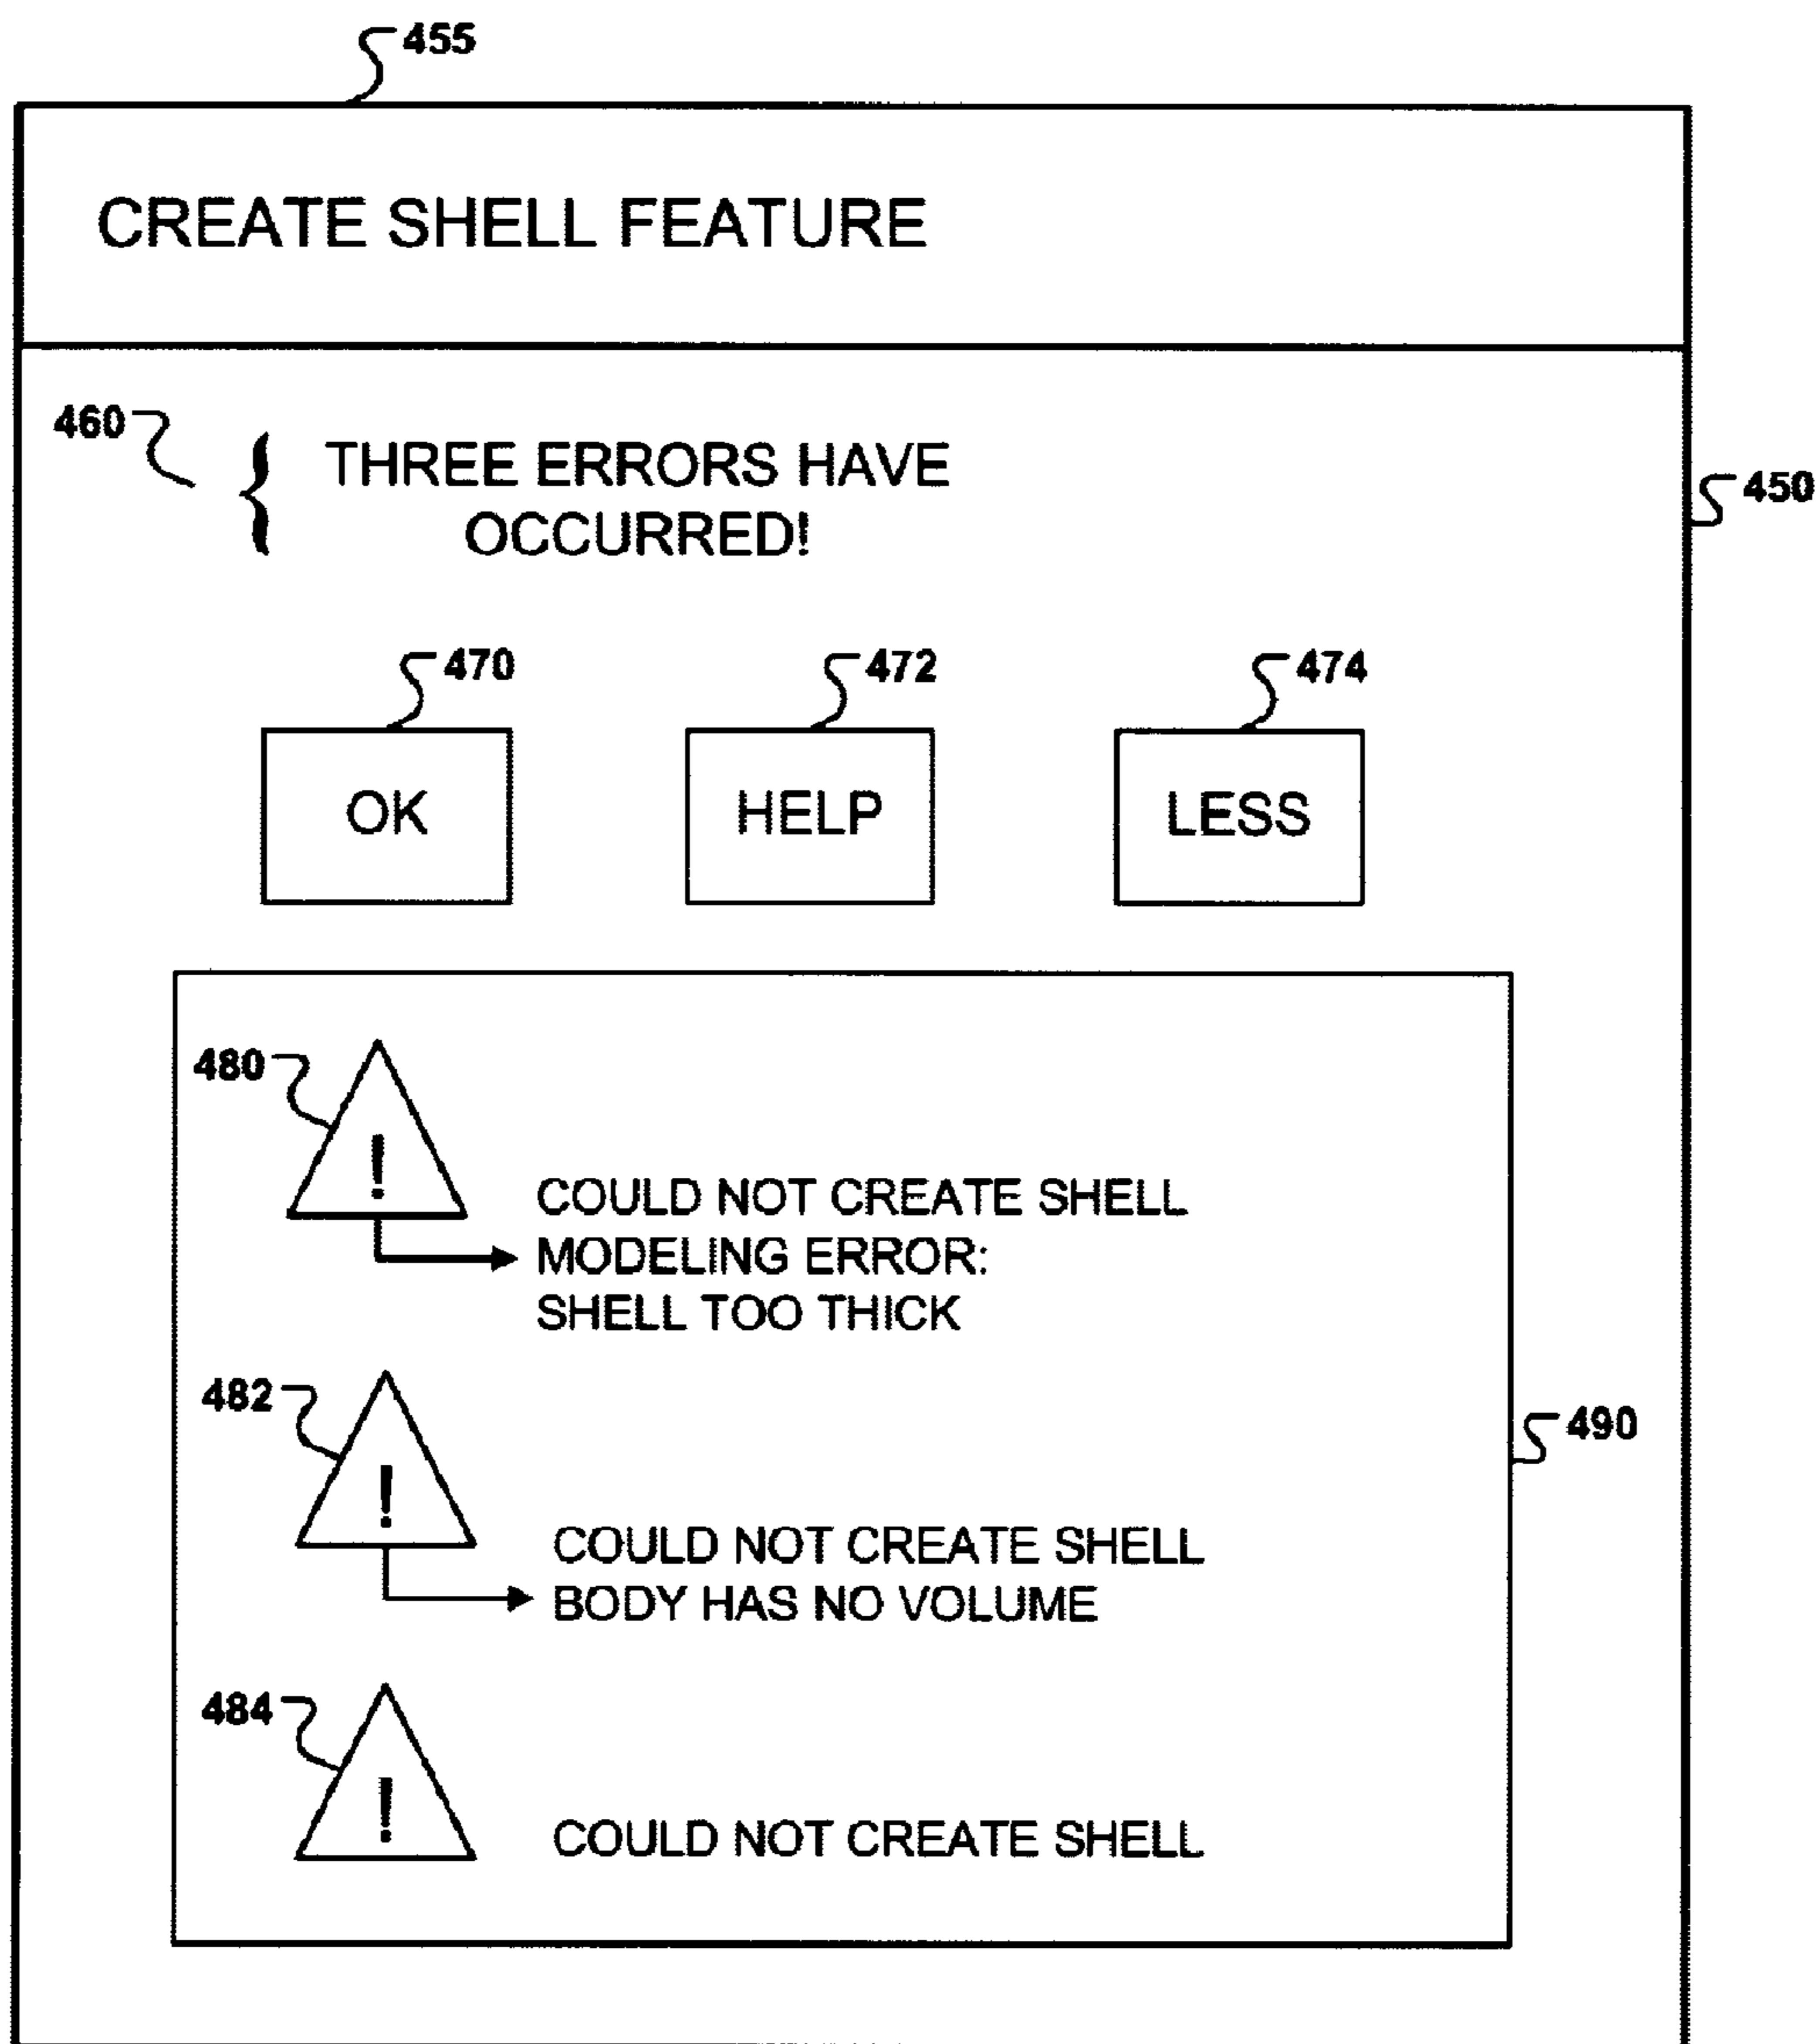 455
CREATE SHELL FEATURE
460
{ THREE ERRORS HAVE
OCCURRED!
450
470
472
474
OK
HELP
LESS
480
!
COULD NOT CREATE SHELL
MODELING ERROR:
SHELL TOO THICK
482
!
COULD NOT CREATE SHELL
BODY HAS NO VOLUME
490
484
!
COULD NOT CREATE SHELL